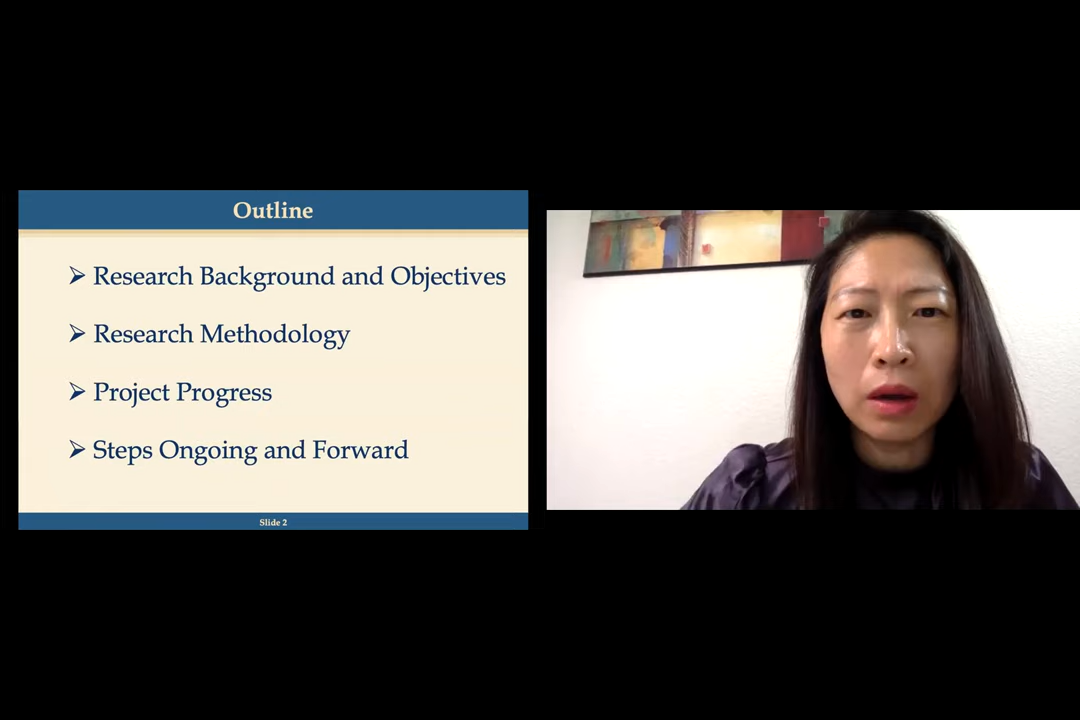 Outline
➢ Research Background and Objectives
➢ Research Methodology
➢ Project Progress
➢ Steps Ongoing and Forward
Slide 2